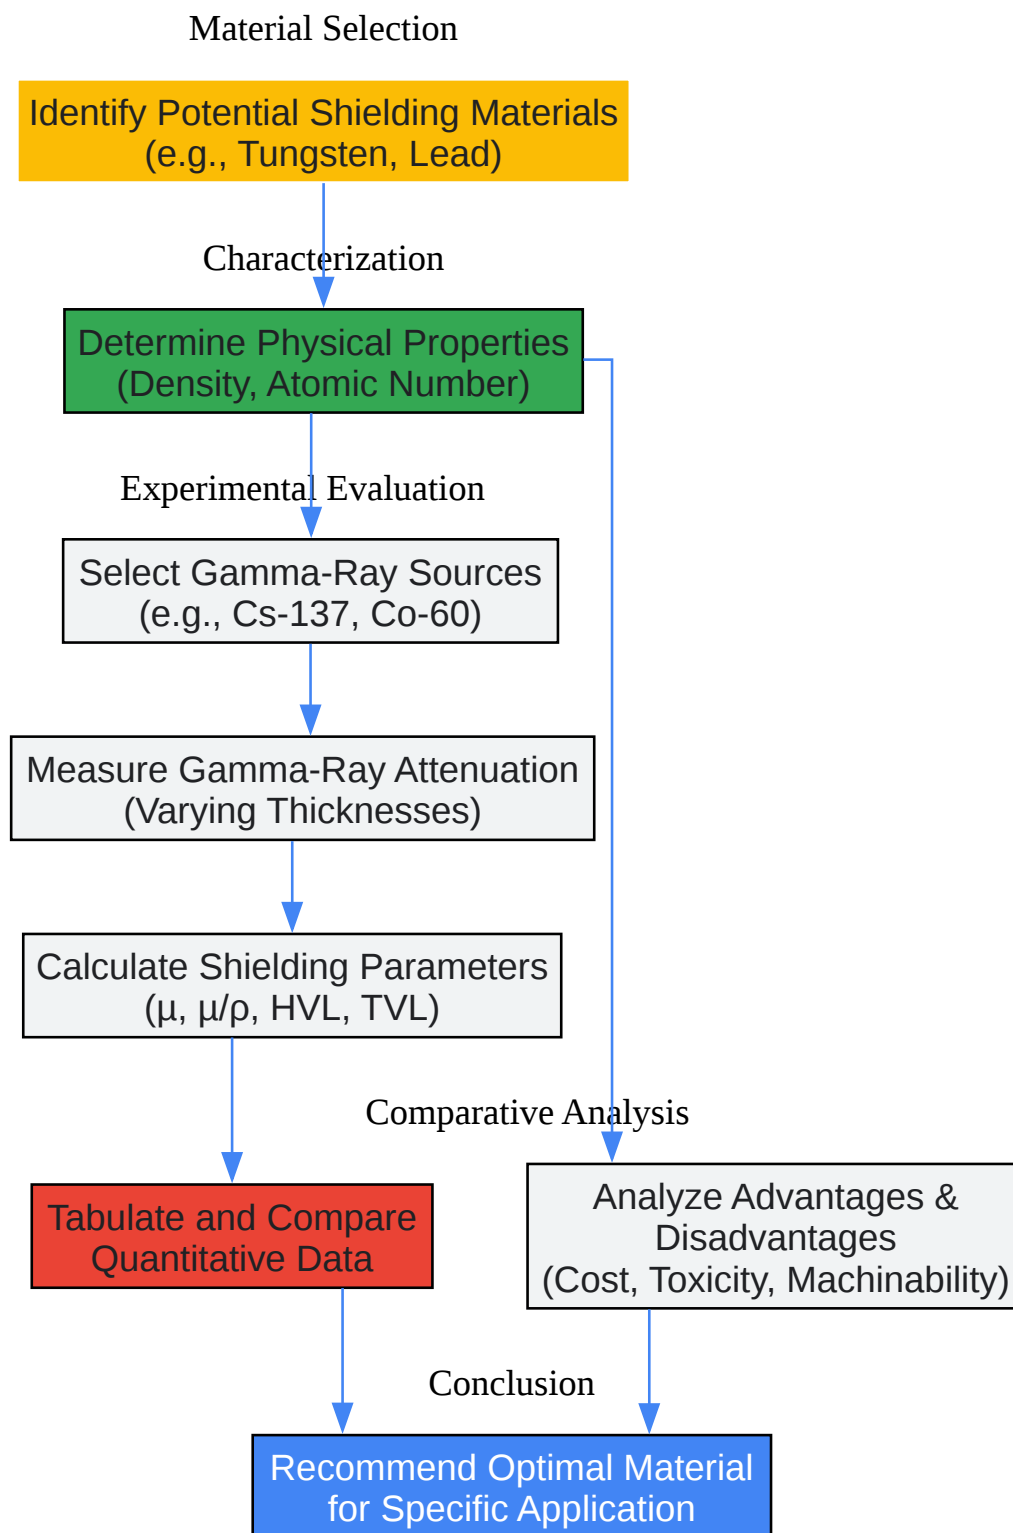 Material Selection
Identify Potential Shielding Materials
(e.g., Tungsten, Lead)
Characterization
Determine Physical Properties
(Density, Atomic Number)
Experimental Evaluation
Select Gamma-Ray Sources
(e.g., Cs-137, Co-60)
Measure Gamma-Ray Attenuation
(Varying Thicknesses)
Calculate Shielding Parameters
(μ, μ/ρ, HVL, TVL)
Comparative Analysis
Tabulate and Compare
Quantitative Data
Analyze Advantages &
Disadvantages
(Cost, Toxicity, Machinability)
Conclusion
Recommend Optimal Material
for Specific Application